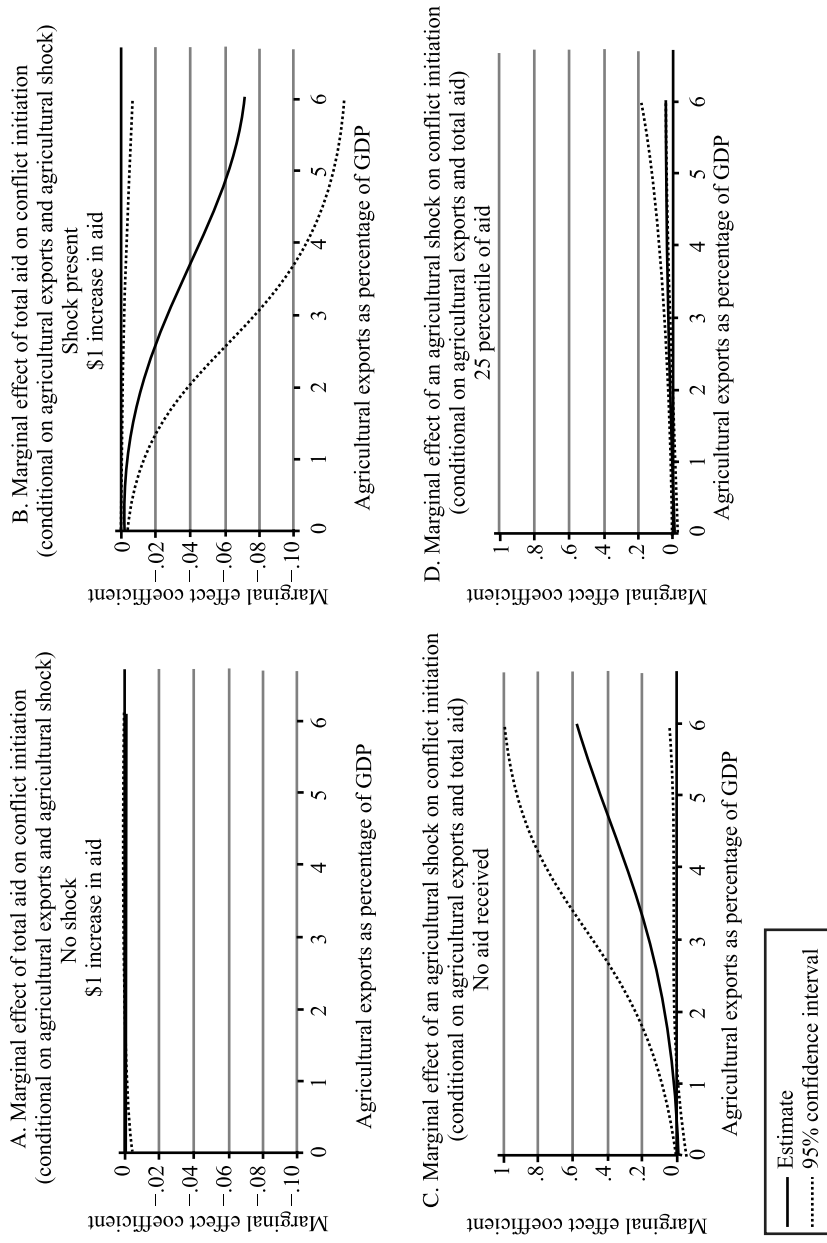 A. Marginal effect of total aid on conflict initiation
(conditional on agricultural exports and agricultural shock)
No shock
$1 increase in aid
Marginal effect coefficient
0
–.02
–.04
–.06
–.08
–.10
0 1 2 3 4 5 6
Agricultural exports as percentage of GDP
B. Marginal effect of total aid on conflict initiation
(conditional on agricultural exports and agricultural shock)
Shock present
$1 increase in aid
Marginal effect coefficient
0
–.02
–.04
–.06
–.08
–.10
0 1 2 3 4 5 6
Agricultural exports as percentage of GDP
C. Marginal effect of an agricultural shock on conflict initiation
(conditional on agricultural exports and total aid)
No aid received
Marginal effect coefficient
1
.8
.6
.4
.2
0
0 1 2 3 4 5 6
Agricultural exports as percentage of GDP
D. Marginal effect of an agricultural shock on conflict initiation
(conditional on agricultural exports and total aid)
25 percentile of aid
Marginal effect coefficient
1
.8
.6
.4
.2
0
0 1 2 3 4 5 6
Agricultural exports as percentage of GDP
Estimate
95% confidence interval